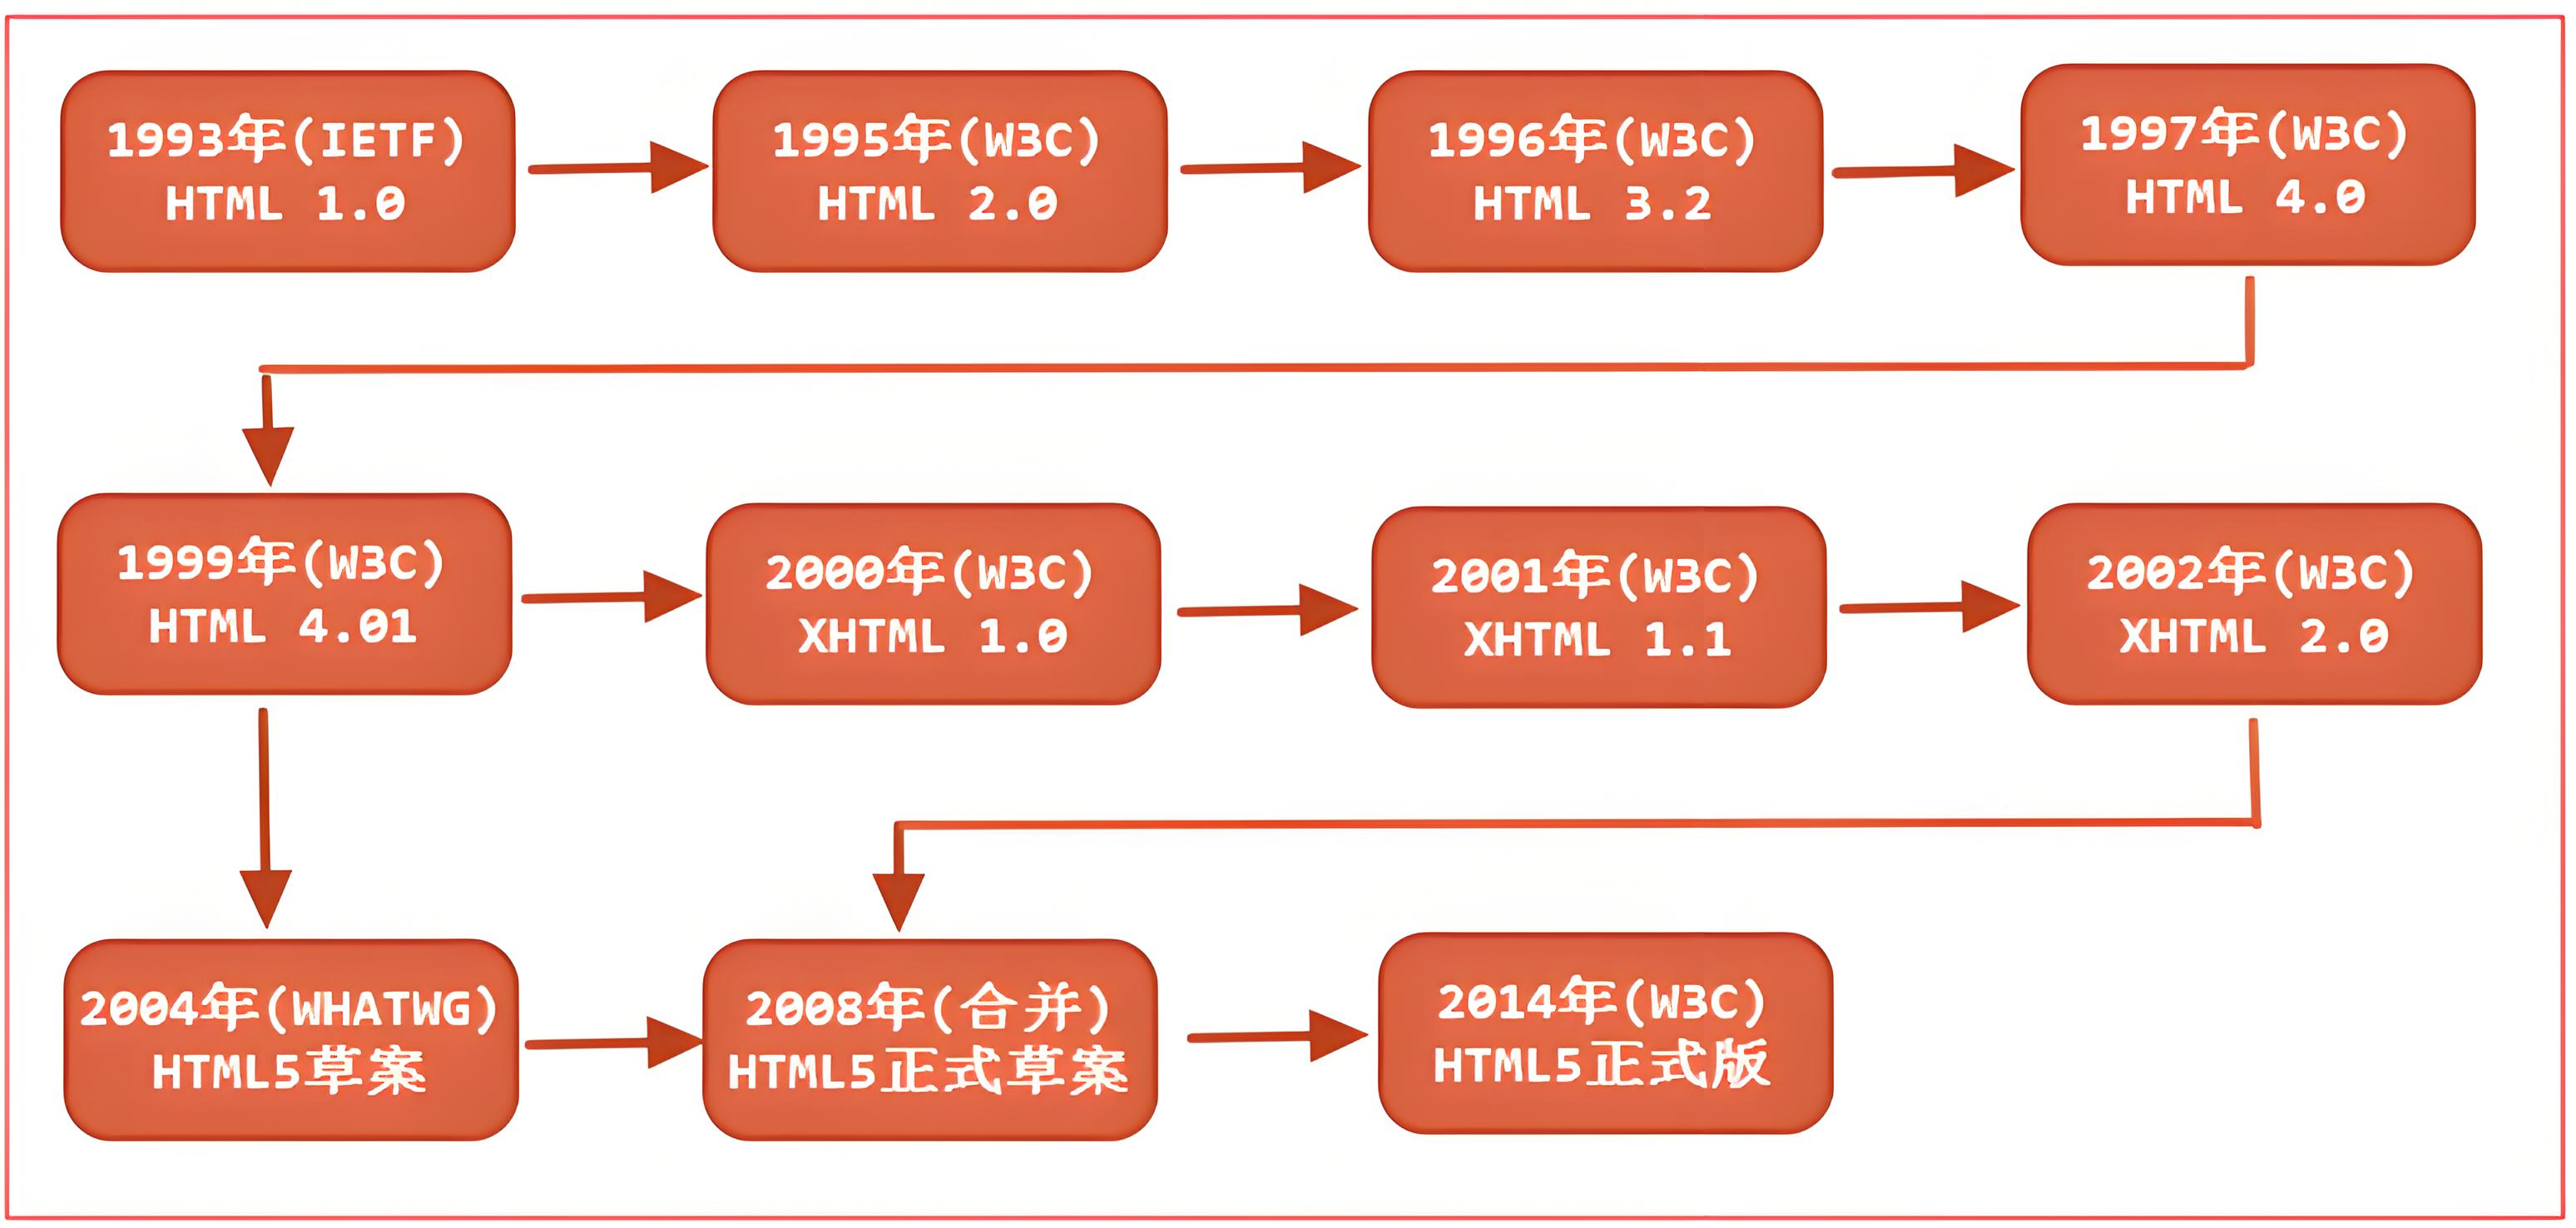 1993年(IETF)
HTML 1.0
1995年(W3C)
HTML 2.0
1996年(W3C)
HTML 3.2
1997年(W3C)
HTML 4.0
1999年(W3C)
HTML 4.01
2000年(W3C)
XHTML 1.0
2001年(W3C)
XHTML 1.1
2002年(W3C)
XHTML 2.0
2004年(WHATWG)
HTML5草案
2008年(合并)
HTML5正式草案
2014年(W3C)
HTML5正式版